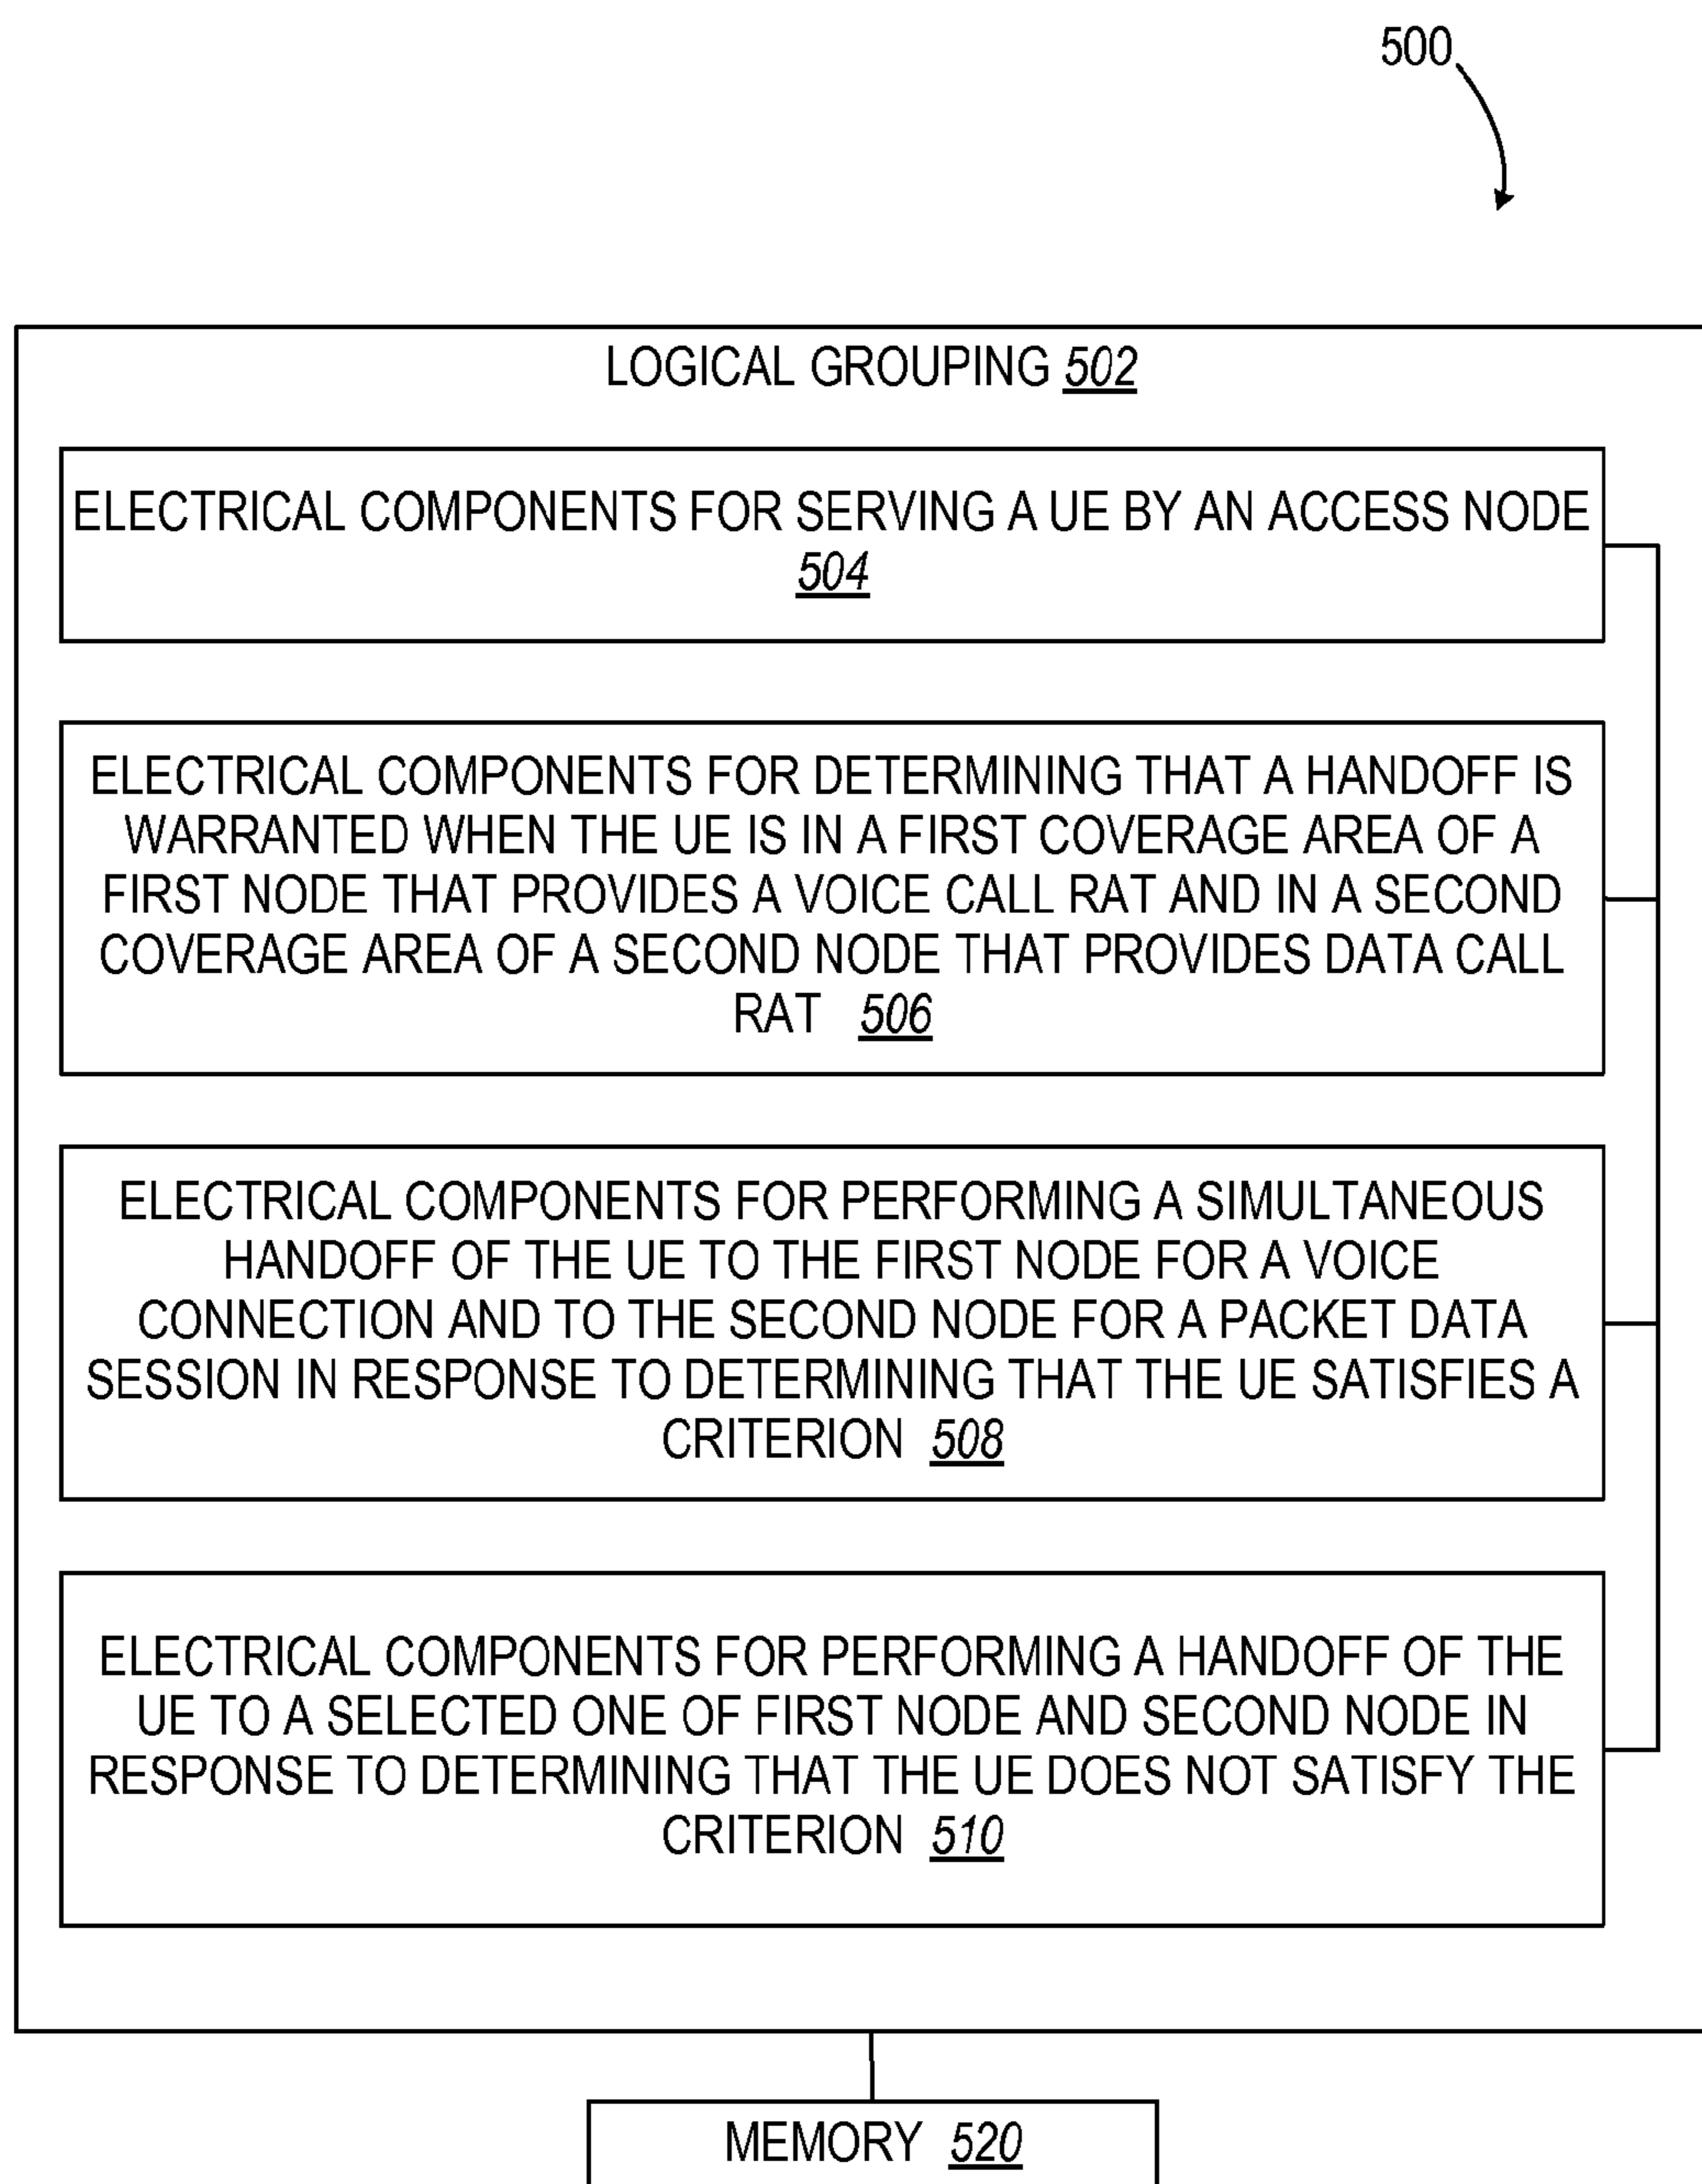 500
LOGICAL GROUPING 502
ELECTRICAL COMPONENTS FOR SERVING A UE BY AN ACCESS NODE
504
ELECTRICAL COMPONENTS FOR DETERMINING THAT A HANDOFF IS
WARRANTED WHEN THE UE IS IN A FIRST COVERAGE AREA OF A
FIRST NODE THAT PROVIDES A VOICE CALL RAT AND IN A SECOND
COVERAGE AREA OF A SECOND NODE THAT PROVIDES DATA CALL
RAT 506
ELECTRICAL COMPONENTS FOR PERFORMING A SIMULTANEOUS
HANDOFF OF THE UE TO THE FIRST NODE FOR A VOICE
CONNECTION AND TO THE SECOND NODE FOR A PACKET DATA
SESSION IN RESPONSE TO DETERMINING THAT THE UE SATISFIES A
CRITERION 508
ELECTRICAL COMPONENTS FOR PERFORMING A HANDOFF OF THE
UE TO A SELECTED ONE OF FIRST NODE AND SECOND NODE IN
RESPONSE TO DETERMINING THAT THE UE DOES NOT SATISFY THE
CRITERION 510
MEMORY 520